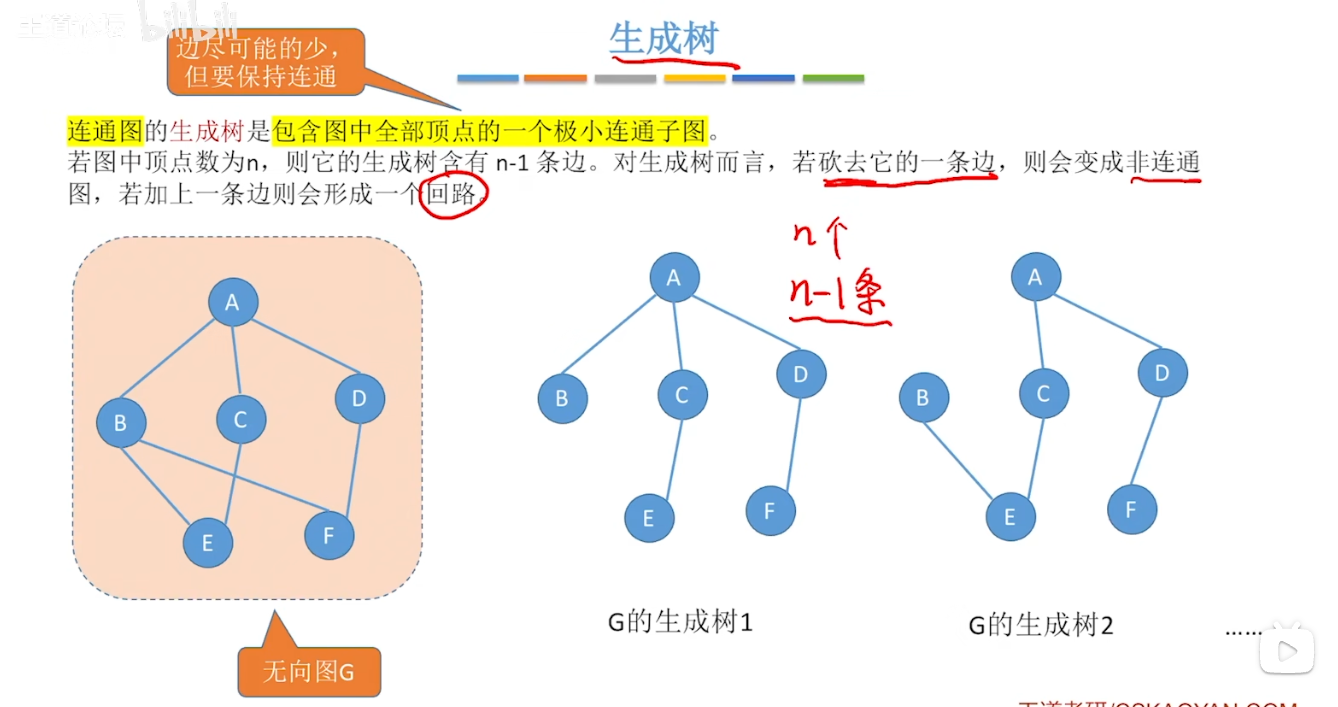 bilibili
边尽可能的少，
但要保持连通
生成树
连通图的生成树是包含图中全部顶点的一个极小连通子图。
若图中顶点数为n，则它的生成树含有 n-1 条边。对生成树而言，若砍去它的一条边，则会变成非连通
图，若加上一条边则会形成一个回路。
n个
n-1条
A
B
C
D
E
F
A
B
C
D
E
F
A
B
C
D
E
F
G的生成树1
G的生成树2
……
无向图G